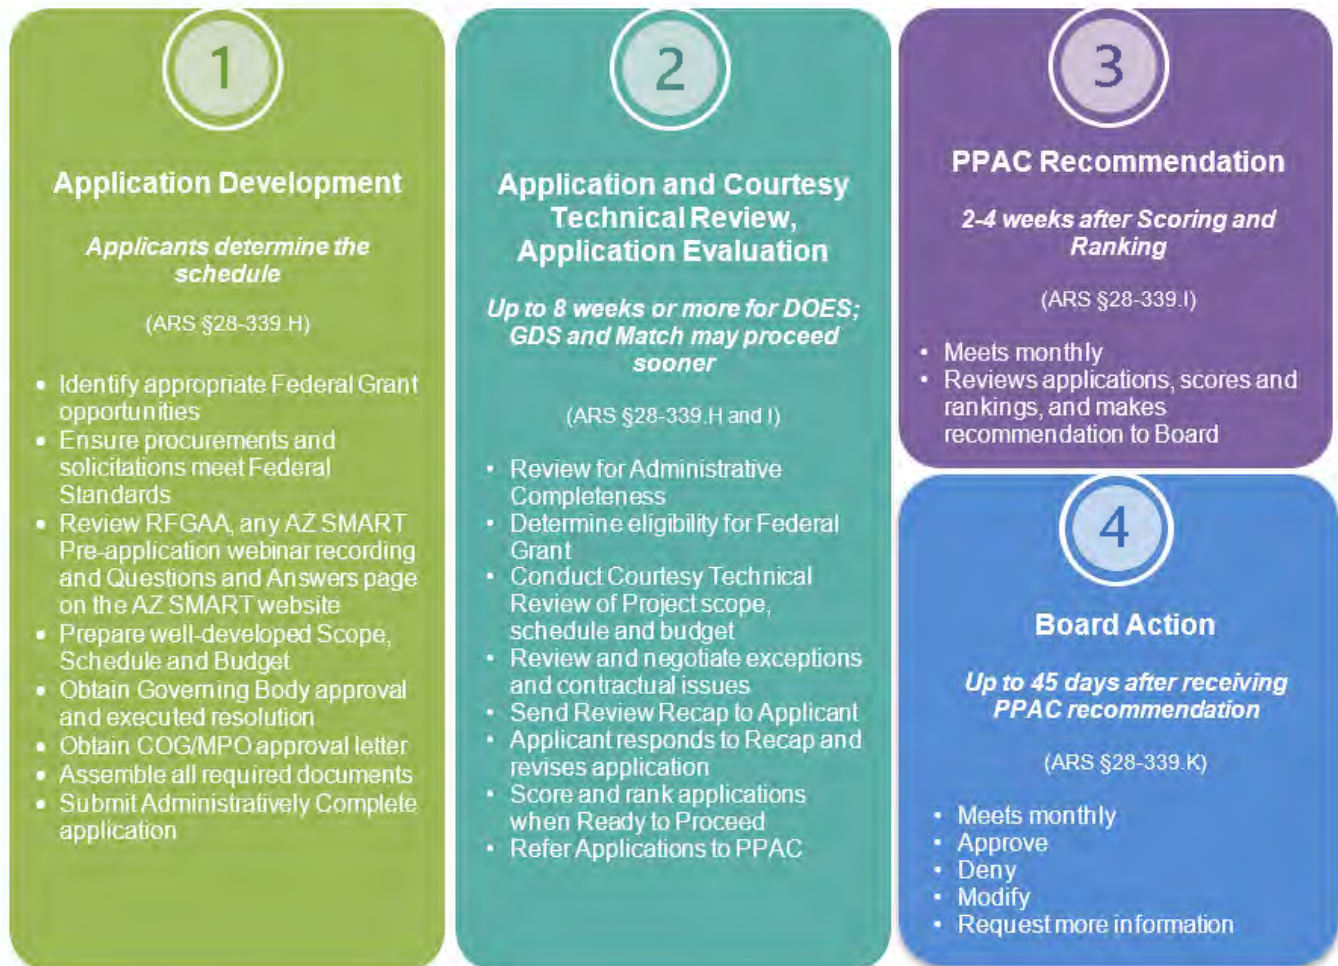 1
Application Development
Applicants determine the
schedule
(ARS §28-339.H)
• Identify appropriate Federal Grant
opportunities
• Ensure procurements and
solicitations meet Federal
Standards
• Review RFGAA, any AZ SMART
Pre-application webinar recording
and Questions and Answers page
on the AZ SMART website
• Prepare well-developed Scope,
Schedule and Budget
• Obtain Governing Body approval
and executed resolution
• Obtain COG/MPO approval letter
• Assemble all required documents
• Submit Administratively Complete
application
2
Application and Courtesy
Technical Review,
Application Evaluation
Up to 8 weeks or more for DOES;
GDS and Match may proceed
sooner
(ARS §28-339.H and I)
• Review for Administrative
Completeness
• Determine eligibility for Federal
Grant
• Conduct Courtesy Technical
Review of Project scope,
schedule and budget
• Review and negotiate exceptions
and contractual issues
• Send Review Recap to Applicant
• Applicant responds to Recap and
revises application
• Score and rank applications
when Ready to Proceed
• Refer Applications to PPAC
3
PPAC Recommendation
2-4 weeks after Scoring and
Ranking
(ARS §28-339.I)
• Meets monthly
• Reviews applications, scores and
rankings, and makes
recommendation to Board
4
Board Action
Up to 45 days after receiving
PPAC recommendation
(ARS §28-339.K)
• Meets monthly
• Approve
• Deny
• Modify
• Request more information